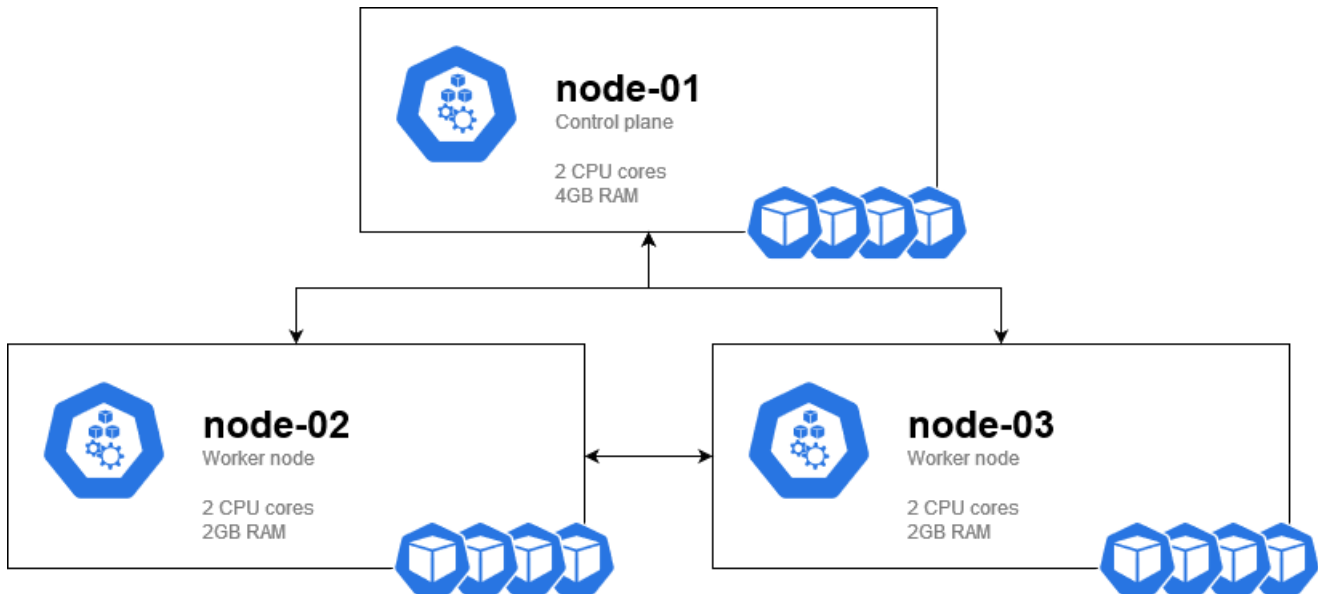 node-01
Control plane
2 CPU cores
4GB RAM
node-02
Worker node
2 CPU cores
2GB RAM
node-03
Worker node
2 CPU cores
2GB RAM